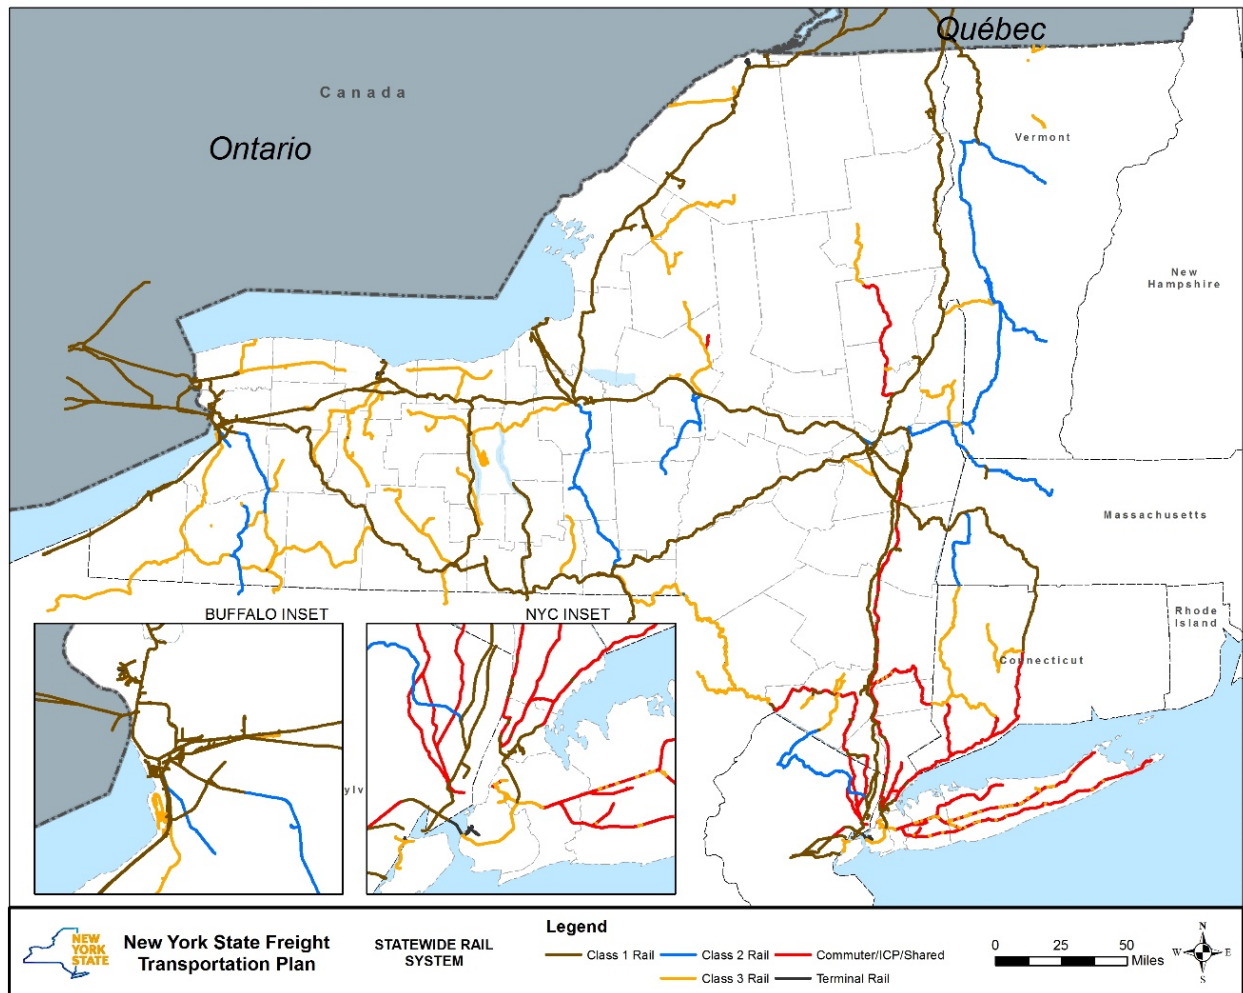 Québec
Canada
Ontario
Vermont
New
Hampshire
Massachusetts
Rhode
Island
Connecticut
BUFFALO INSET
NYC INSET
ylv
NEW
YORK
STATE
New York State Freight
Transportation Plan
STATEWIDE RAIL
SYSTEM
Legend
Class 1 Rail
Class 2 Rail
Commuter/ICP/Shared
Class 3 Rail
Terminal Rail
0 25 50
Miles
N
W E
S